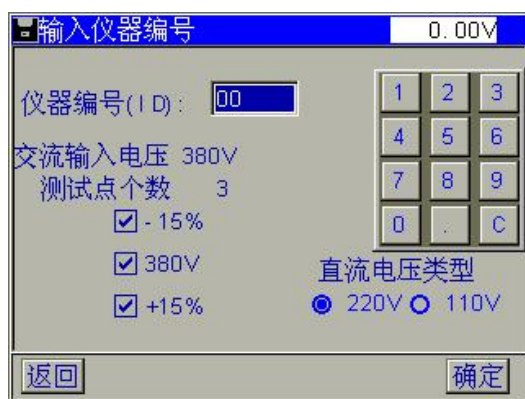 输入仪器编号 0.00V
仪器编号(ID): 00
1 2 3
4 5 6
7 8 9
0 . C
交流输入电压 380V
测试点个数 3
-15%
380V
+15%
直流电压类型
220V 110V
返回 确定